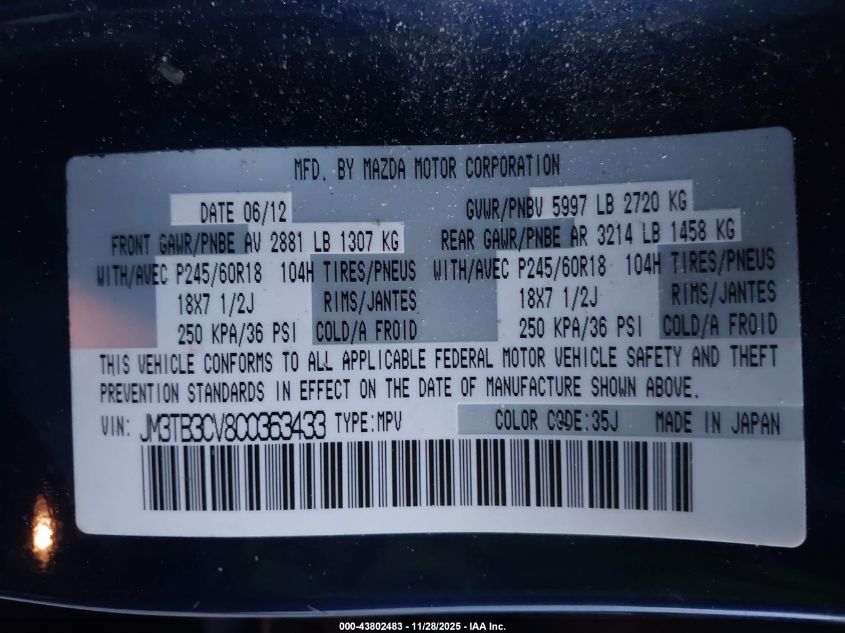 MFD. BY MAZDA MOTOR CORPORATION
DATE 06/12 GVWR/PNBV 5997 LB 2720 KG
FRONT GAWR/PNBE AV 2881 LB 1307 KG REAR GAWR/PNBE AR 3214 LB 1458 KG
WITH/AVEC P245/60R18 104H TIRES/PNEUS WITH/AVEC P245/60R18 104H TIRES/PNEUS
18X7 1/2J RIMS/JANTES 18X7 1/2J RIMS/JANTES
250 KPA/36 PSI COLD/A FROID 250 KPA/36 PSI COLD/A FROID
THIS VEHICLE CONFORMS TO ALL APPLICABLE FEDERAL MOTOR VEHICLE SAFETY AND THEFT
PREVENTION STANDARDS IN EFFECT ON THE DATE OF MANUFACTURE SHOWN ABOVE.
VIN: JM3TB3CV8C0363433 TYPE:MPV COLOR CODE:35J MADE IN JAPAN
000-43802483 - 11/28/2025 - IAA Inc.